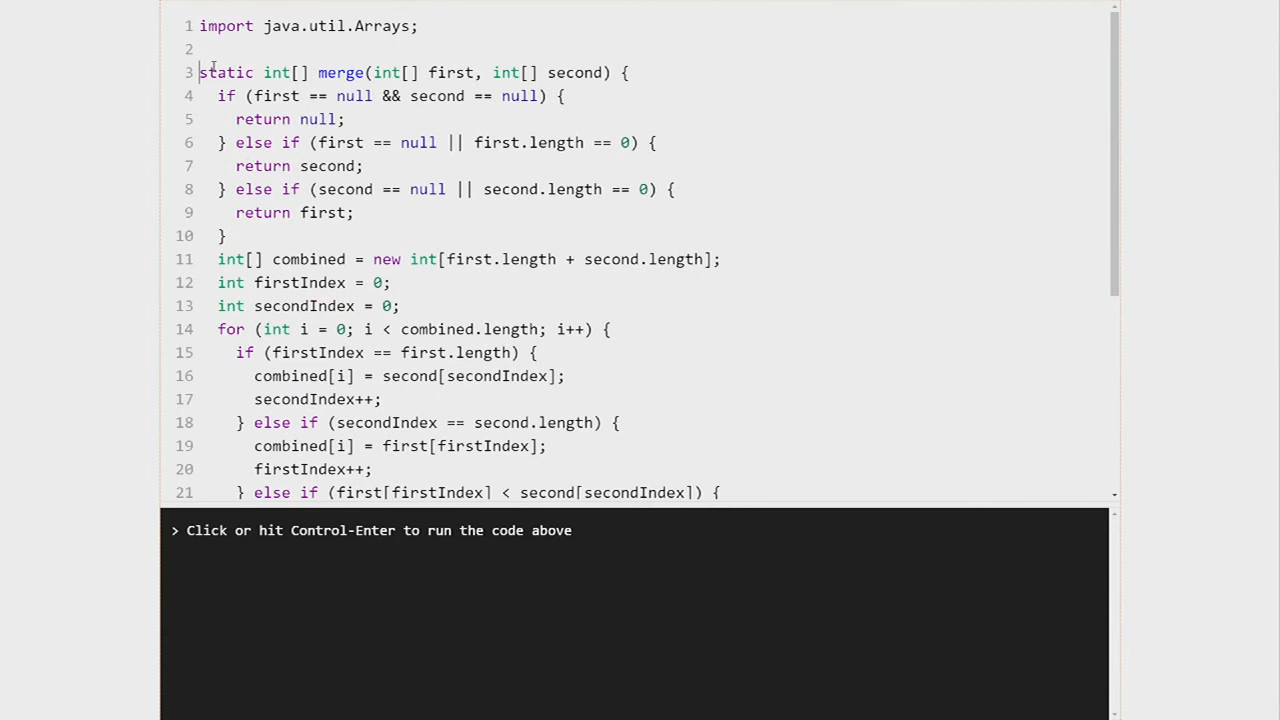 1 import java.util.Arrays;
2
3 static int[] merge(int[] first, int[] second) {
4 if (first == null && second == null) {
5 return null;
6 } else if (first == null || first.length == 0) {
7 return second;
8 } else if (second == null || second.length == 0) {
9 return first;
10 }
11 int[] combined = new int[first.length + second.length];
12 int firstIndex = 0;
13 int secondIndex = 0;
14 for (int i = 0; i < combined.length; i++) {
15 if (firstIndex == first.length) {
16 combined[i] = second[secondIndex];
17 secondIndex++;
18 } else if (secondIndex == second.length) {
19 combined[i] = first[firstIndex];
20 firstIndex++;
21 } else if (first[firstIndex] < second[secondIndex]) {
> Click or hit Control-Enter to run the code above